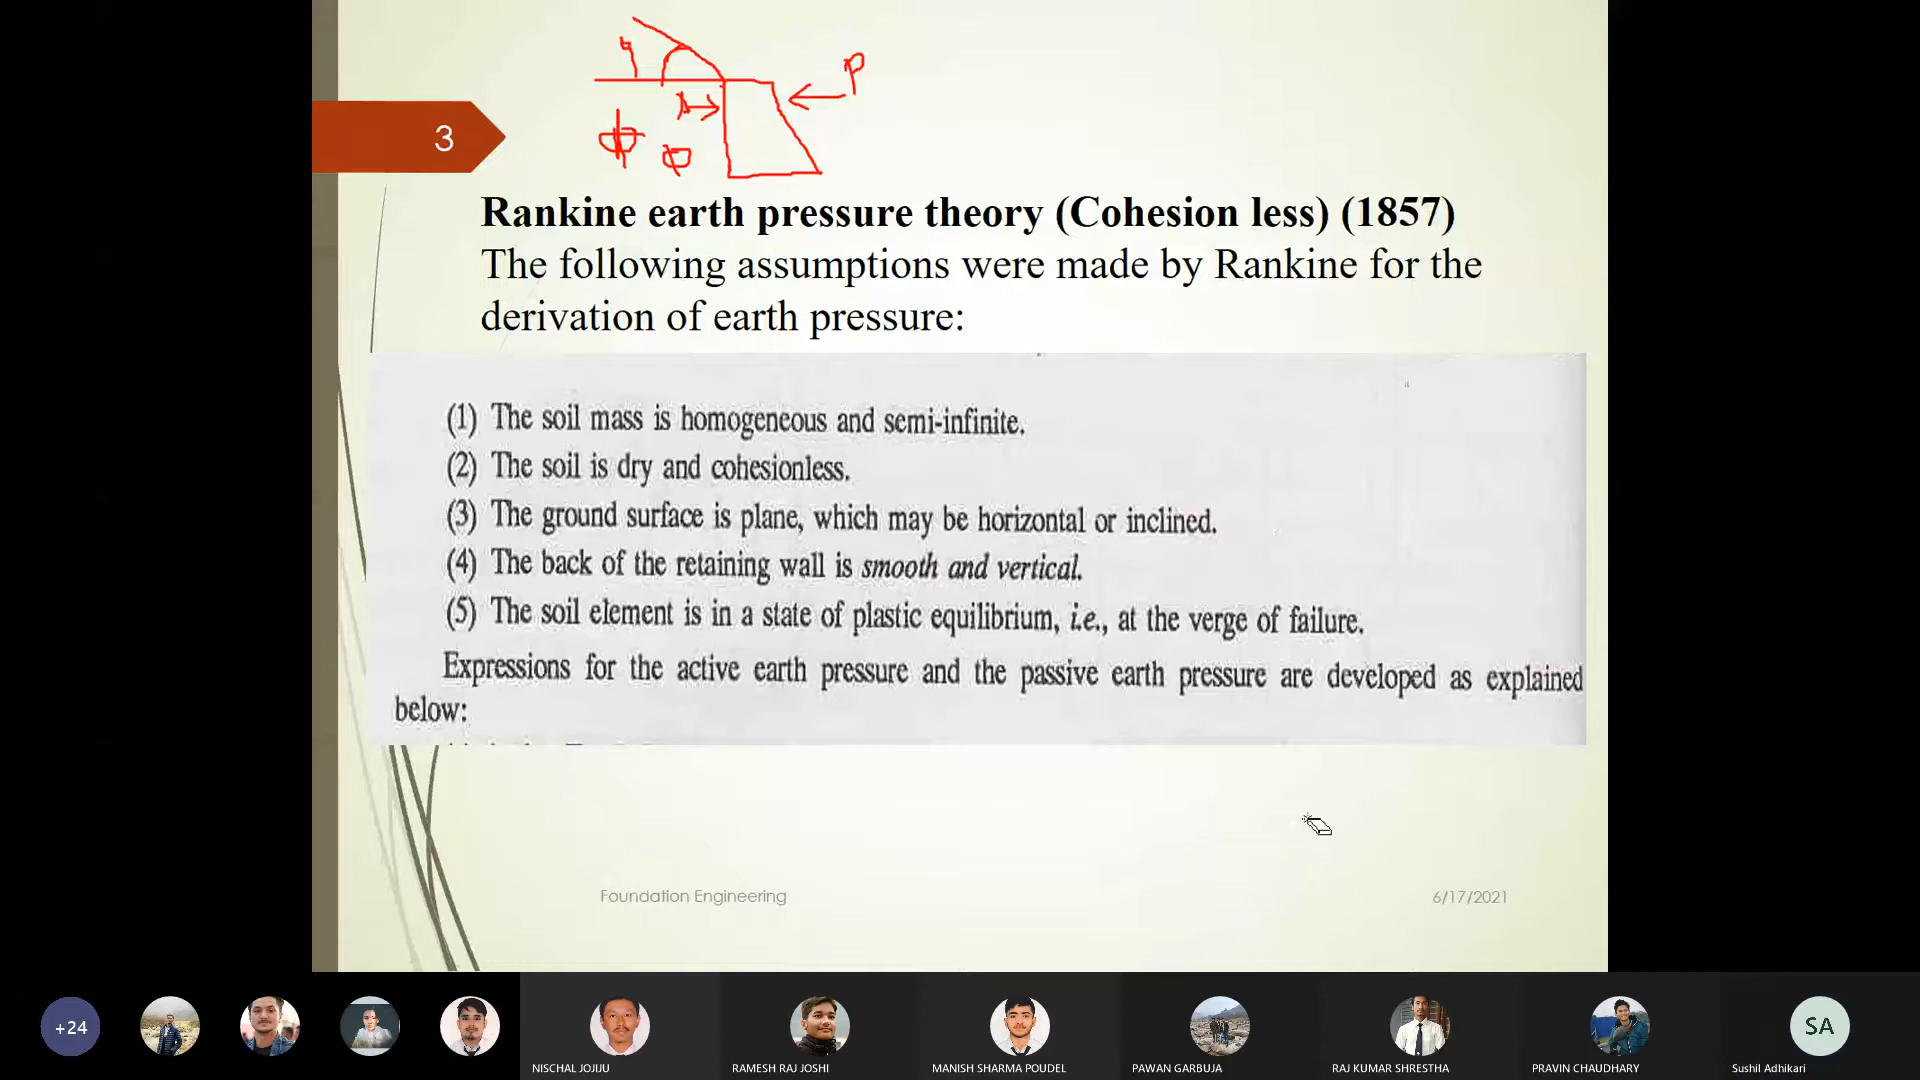 P
3
Rankine earth pressure theory (Cohesion less) (1857)
The following assumptions were made by Rankine for the
derivation of earth pressure:
(1) The soil mass is homogeneous and semi-infinite.
(2) The soil is dry and cohesionless.
(3) The ground surface is plane, which may be horizontal or inclined.
(4) The back of the retaining wall is smooth and vertical.
(5) The soil element is in a state of plastic equilibrium, i.e., at the verge of failure.
Expressions for the active earth pressure and the passive earth pressure are developed as explained
below:
Foundation Engineering
6/17/2021
+24
SA
NISCHAL JOJIJU
RAMESH RAJ JOSHI
MANISH SHARMA POUDEL
PAWAN GARBUJA
RAJ KUMAR SHRESTHA
PRAVIN CHAUDHARY
Sushil Adhikari